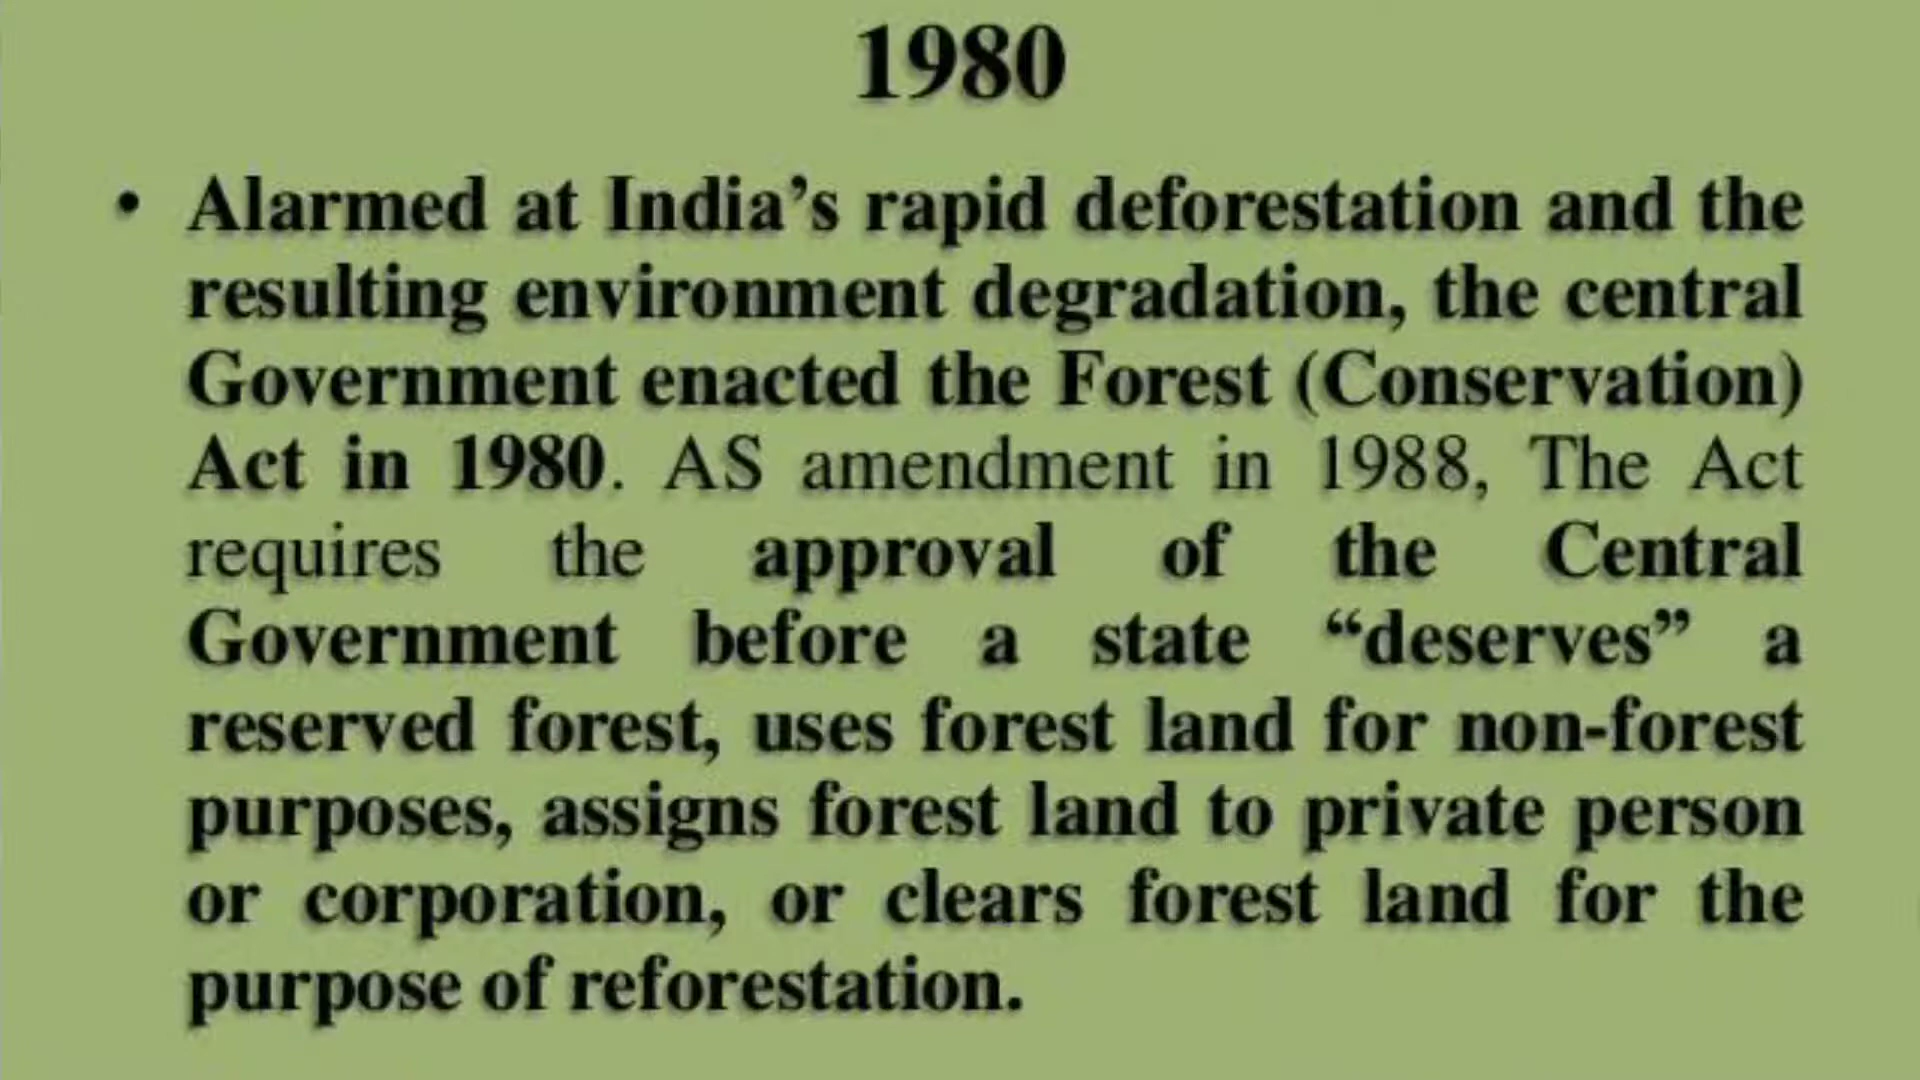 1980
• Alarmed at India’s rapid deforestation and the
resulting environment degradation, the central
Government enacted the Forest (Conservation)
Act in 1980. AS amendment in 1988, The Act
requires the approval of the Central
Government before a state “deserves” a
reserved forest, uses forest land for non-forest
purposes, assigns forest land to private person
or corporation, or clears forest land for the
purpose of reforestation.